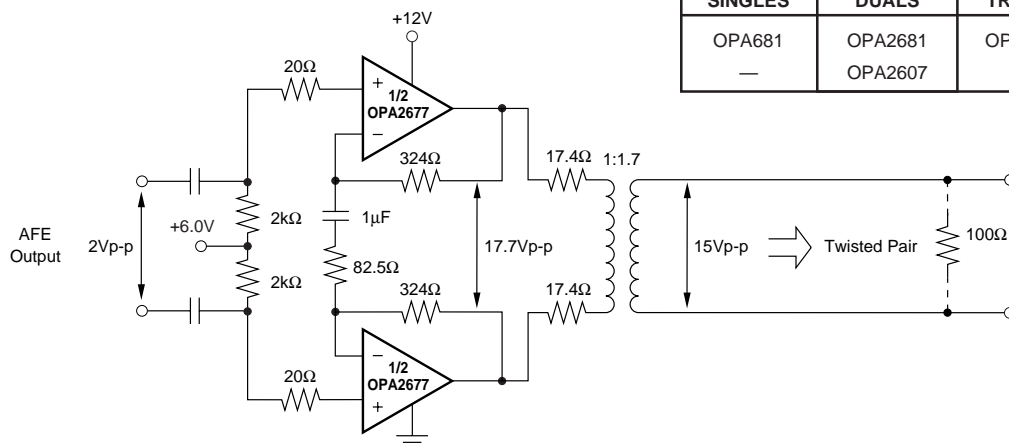 SINGLES DUALS
OPA681 OPA2681
— OPA2607
+12V
20Ω
+
1/2
OPA2677
−
324Ω
17.4Ω
1:1.7
AFE
Output
2Vp-p
+6.0V
2kΩ
2kΩ
1μF
82.5Ω
17.7Vp-p
15Vp-p
Twisted Pair
100Ω
324Ω
17.4Ω
20Ω
−
1/2
OPA2677
+